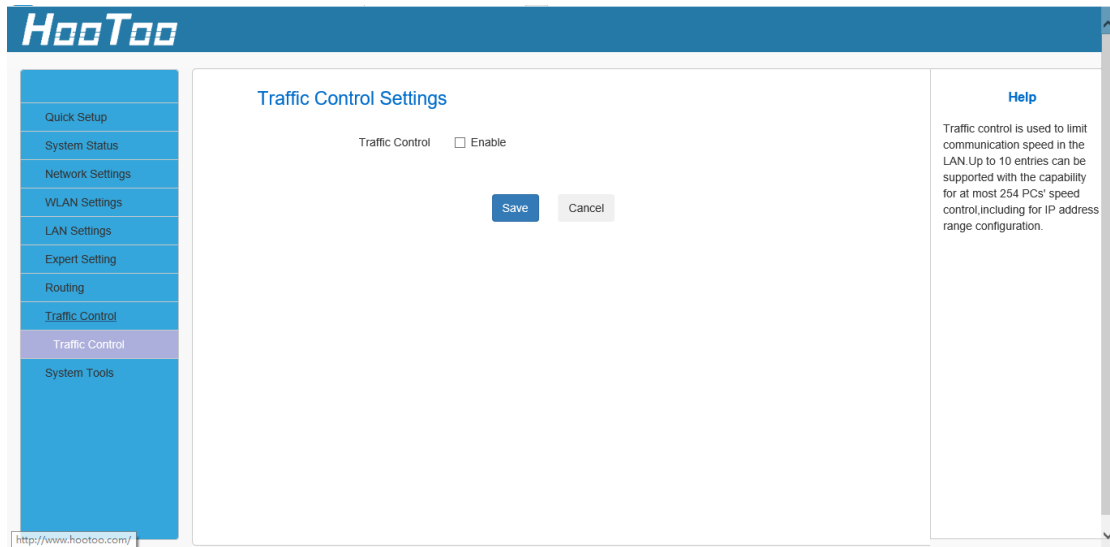 HooToo
Quick Setup
System Status
Network Settings
WLAN Settings
LAN Settings
Expert Setting
Routing
Traffic Control
Traffic Control
System Tools
Traffic Control Settings
Traffic Control Enable
Save Cancel
Help
Traffic control is used to limit
communication speed in the
LAN.Up to 10 entries can be
supported with the capability
for at most 254 PCs' speed
control,including for IP address
range configuration.
http://www.hootoo.com/